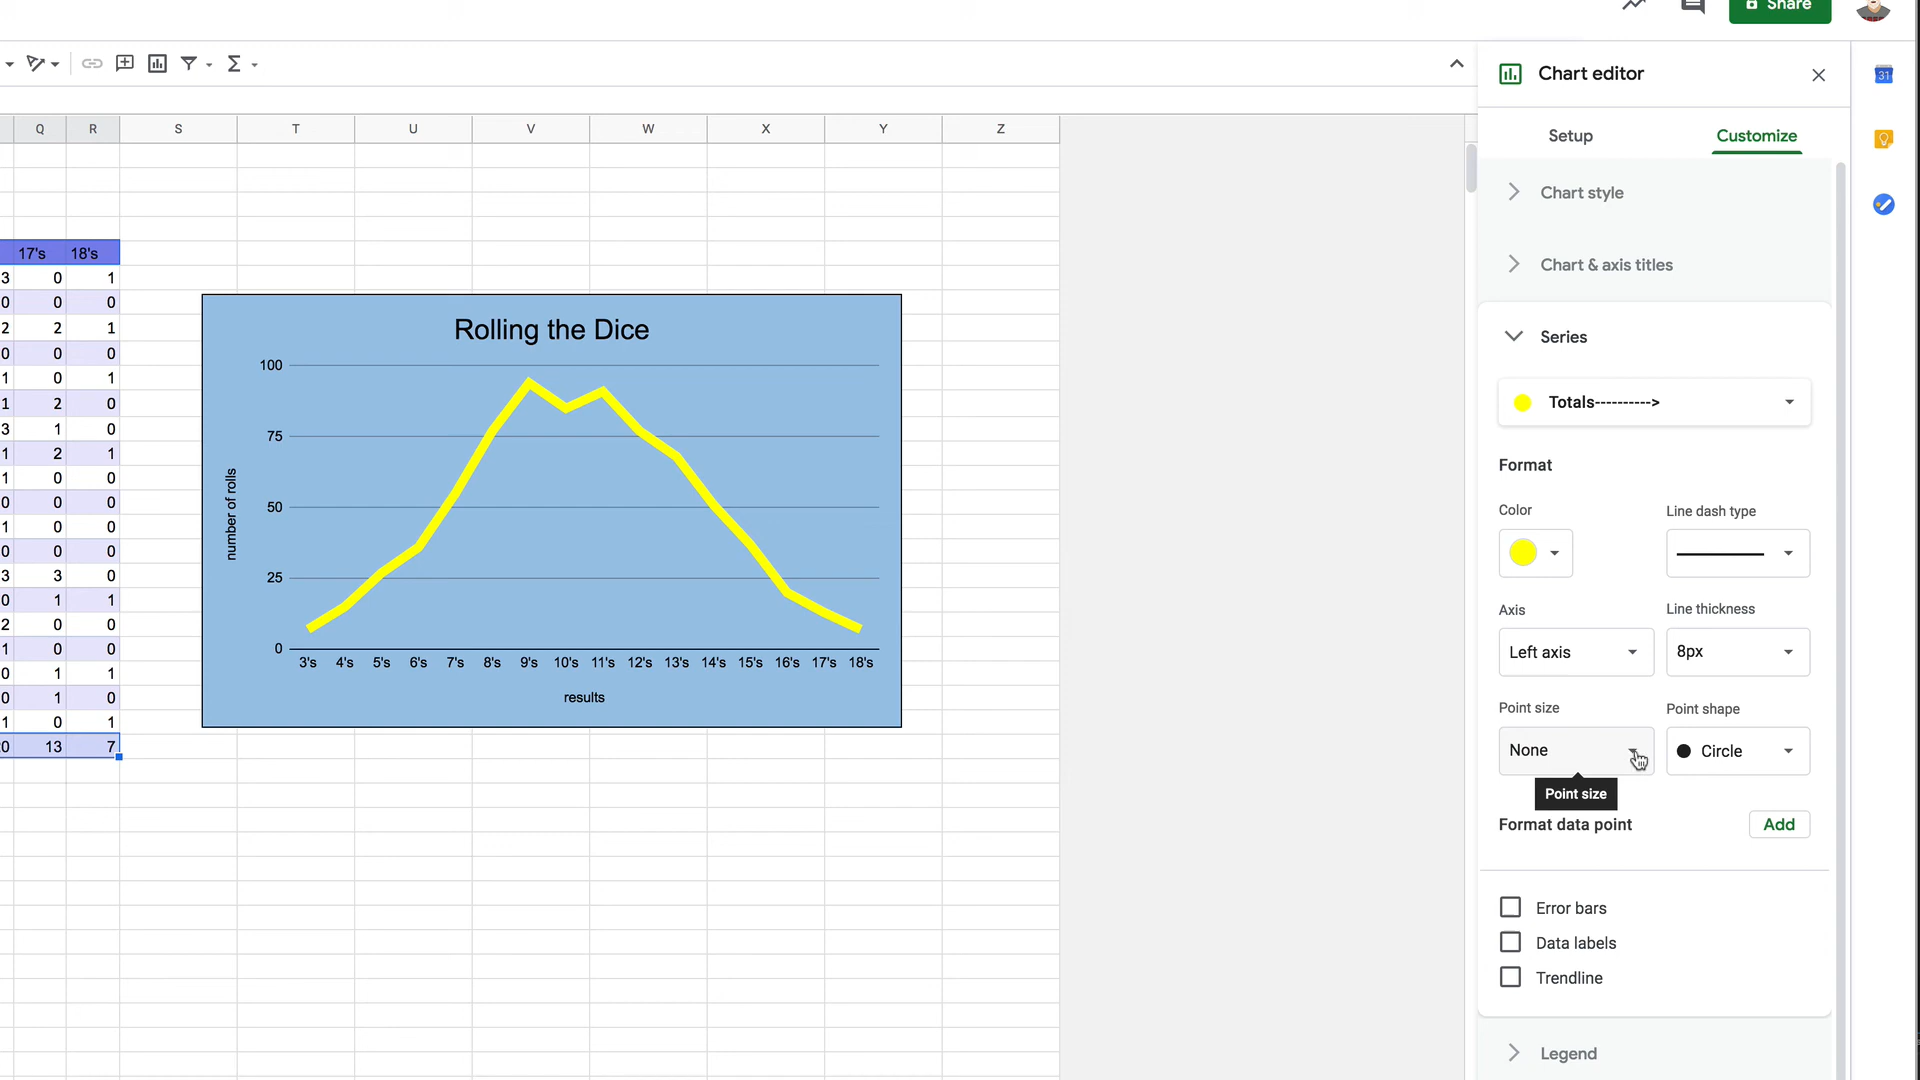 Share
Chart editor
31
Q R S T U V W X Y Z
Setup Customize
Chart style
17's 18's
Chart & axis titles
3 0 1
0 0 0
2 2 1
0 0 0
1 0 1
1 2 0
3 1 0
1 2 1
1 0 0
0 0 0
1 0 0
0 0 0
3 3 0
0 1 1
2 0 0
1 0 0
0 1 1
0 1 0
1 0 1
0 13 7
Rolling the Dice
100
75
50
25
0
number of rolls
3's 4's 5's 6's 7's 8's 9's 10's 11's 12's 13's 14's 15's 16's 17's 18's
results
Series
Totals---------->
Format
Color Line dash type
Axis Line thickness
Left axis 8px
Point size Point shape
None Circle
Point size
Format data point Add
Error bars
Data labels
Trendline
Legend